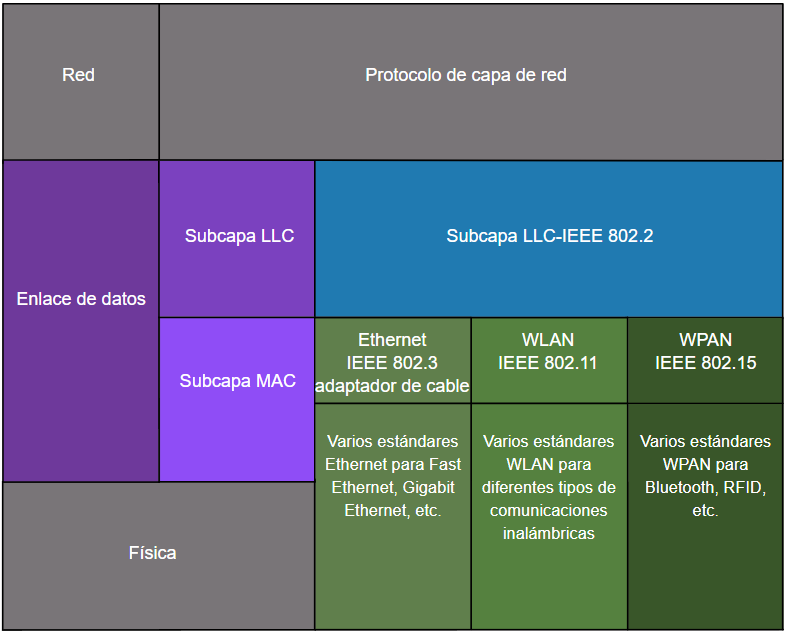 Red
Protocolo de capa de red
Enlace de datos
Subcapa LLC
Subcapa LLC-IEEE 802.2
Subcapa MAC
Ethernet
IEEE 802.3
adaptador de cable
WLAN
IEEE 802.11
WPAN
IEEE 802.15
Varios estándares
Ethernet para Fast
Ethernet, Gigabit
Ethernet, etc.
Varios estándares
WLAN para
diferentes tipos de
comunicaciones
inalámbricas
Varios estándares
WPAN para
Bluetooth, RFID,
etc.
Física